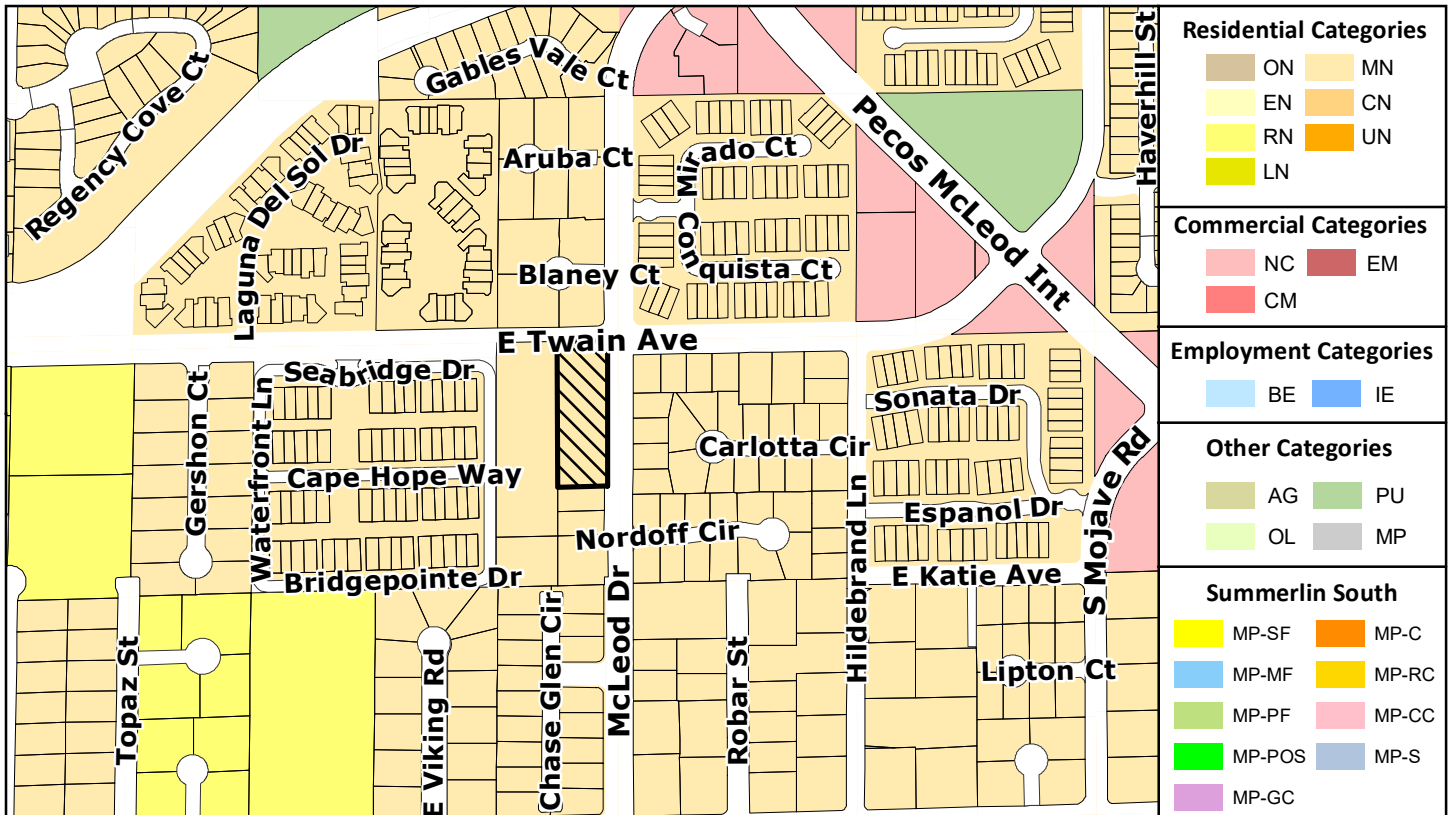 Regency Cove Ct
Gables Vale Ct
Haverhill St
Pecos McLeod Int
Laguna Del Sol Dr
Aruba Ct
Mirado Ct
Conquista Ct
Blaney Ct
E Twain Ave
Seabridge Dr
Gershon Ct
Waterfront Ln
Sonata Dr
Carlotta Cir
Cape Hope Way
Espanol Dr
Nordoff Cir
Hildebrand Ln
S Mojave Rd
Bridgepointe Dr
E Katie Ave
Topaz St
E Viking Rd
Chase Glen Cir
McLeod Dr
Robar St
Lipton Ct
Residential Categories
ON MN
EN CN
RN UN
LN
Commercial Categories
NC EM
CM
Employment Categories
BE IE
Other Categories
AG PU
OL MP
Summerlin South
MP-SF MP-C
MP-MF MP-RC
MP-PF MP-CC
MP-POS MP-S
MP-GC